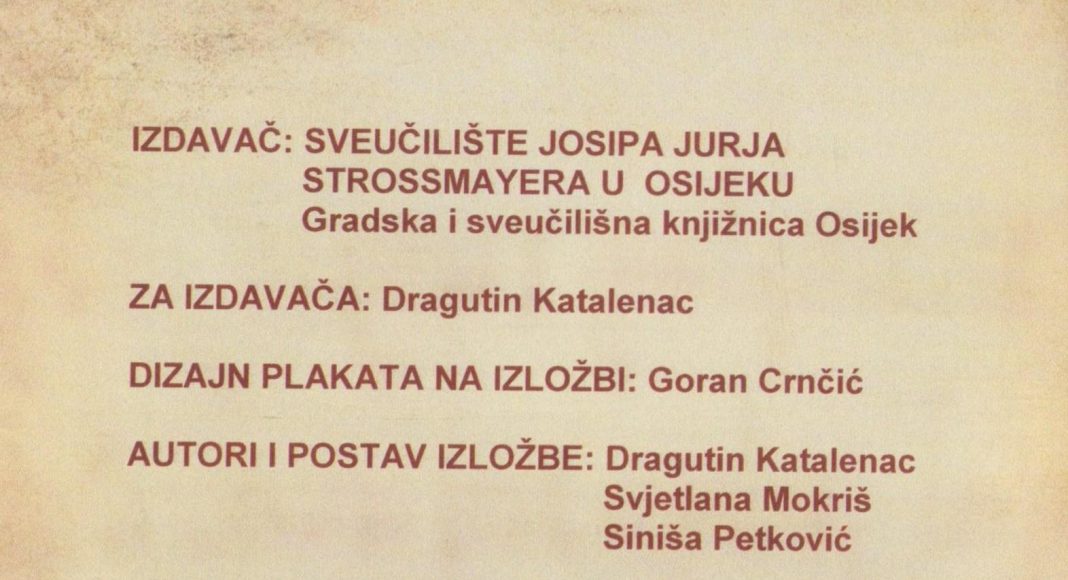 IZDAVAČ: SVEUČILIŠTE JOSIPA JURJA
STROSSMAYERA U OSIJEKU
Gradska i sveučilišna knjižnica Osijek
ZA IZDAVAČA: Dragutin Katalenac
DIZAJN PLAKATA NA IZLOŽBI: Goran Crnčić
AUTORI I POSTAV IZLOŽBE: Dragutin Katalenac
Svjetlana Mokriš
Siniša Petković